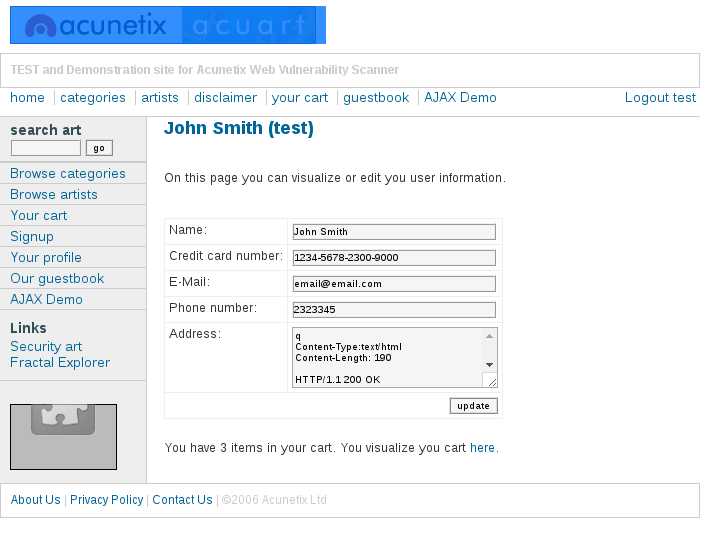 acunetix acuart
TEST and Demonstration site for Acunetix Web Vulnerability Scanner
home categories artists disclaimer your cart guestbook AJAX Demo Logout test
search art
go
Browse categories
Browse artists
Your cart
Signup
Your profile
Our guestbook
AJAX Demo
Links
Security art
Fractal Explorer
John Smith (test)
On this page you can visualize or edit you user information.
Name: John Smith
Credit card number: 1234-5678-2300-9000
E-Mail: email@email.com
Phone number: 2323345
Address: q
Content-Type:text/html
Content-Length: 190
HTTP/1.1 200 OK
update
You have 3 items in your cart. You visualize you cart here.
About Us | Privacy Policy | Contact Us | ©2006 Acunetix Ltd